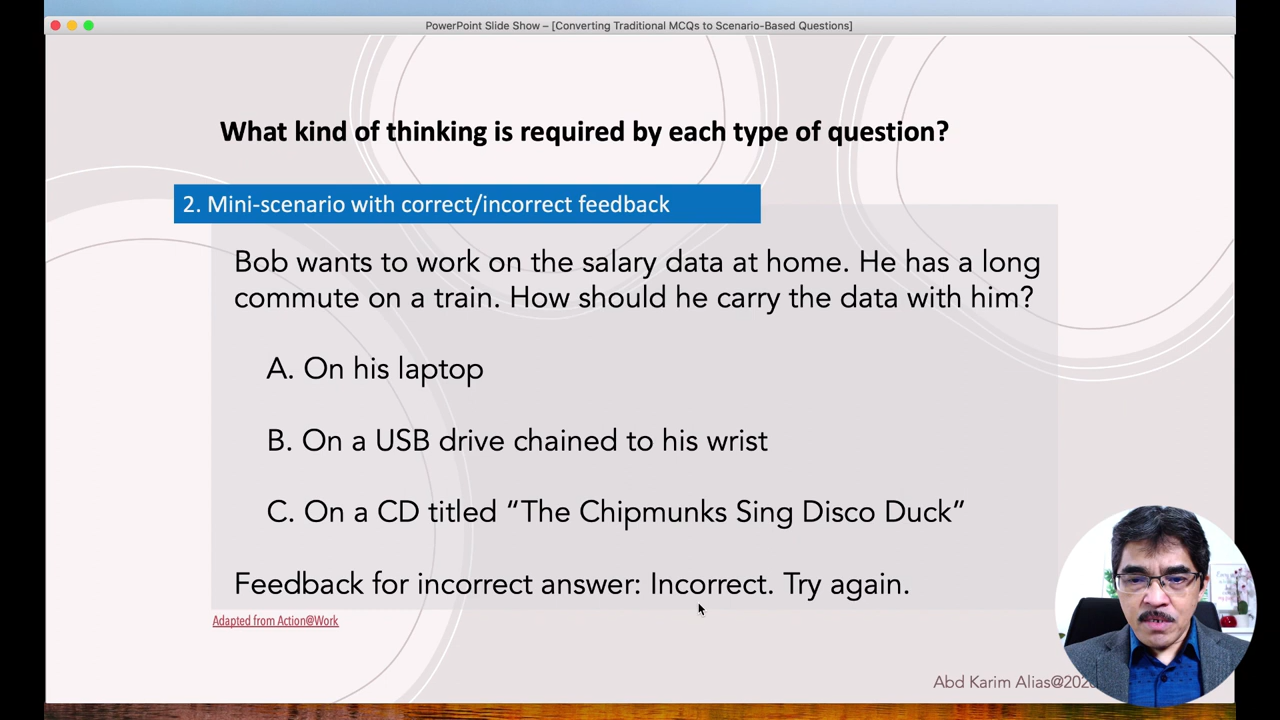 PowerPoint Slide Show – [Converting Traditional MCQs to Scenario-Based Questions]
What kind of thinking is required by each type of question?
2. Mini-scenario with correct/incorrect feedback
Bob wants to work on the salary data at home. He has a long
commute on a train. How should he carry the data with him?
A. On his laptop
B. On a USB drive chained to his wrist
C. On a CD titled “The Chipmunks Sing Disco Duck”
Feedback for incorrect answer: Incorrect. Try again.
Adapted from Action@Work
Abd Karim Alias